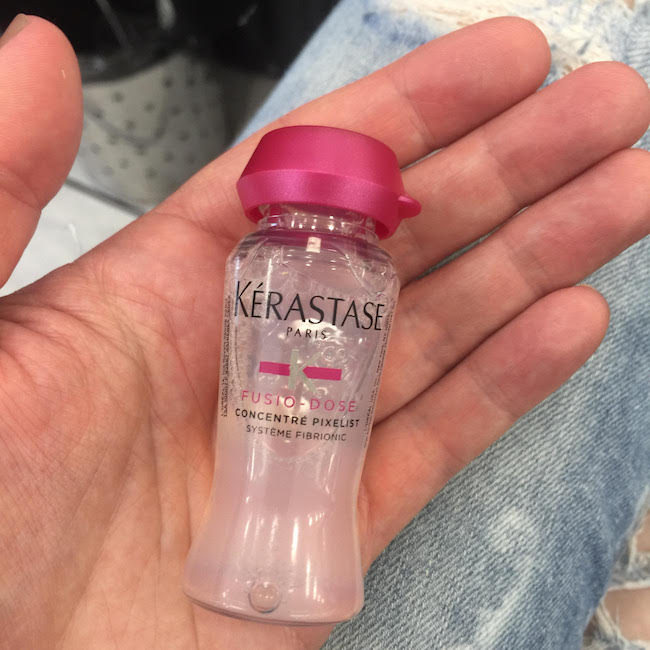 KÉRASTASE
PARIS
K
FUSIO-DOSE
CONCENTRÉ PIXELIST
SYSTÈME FIBRIONIC